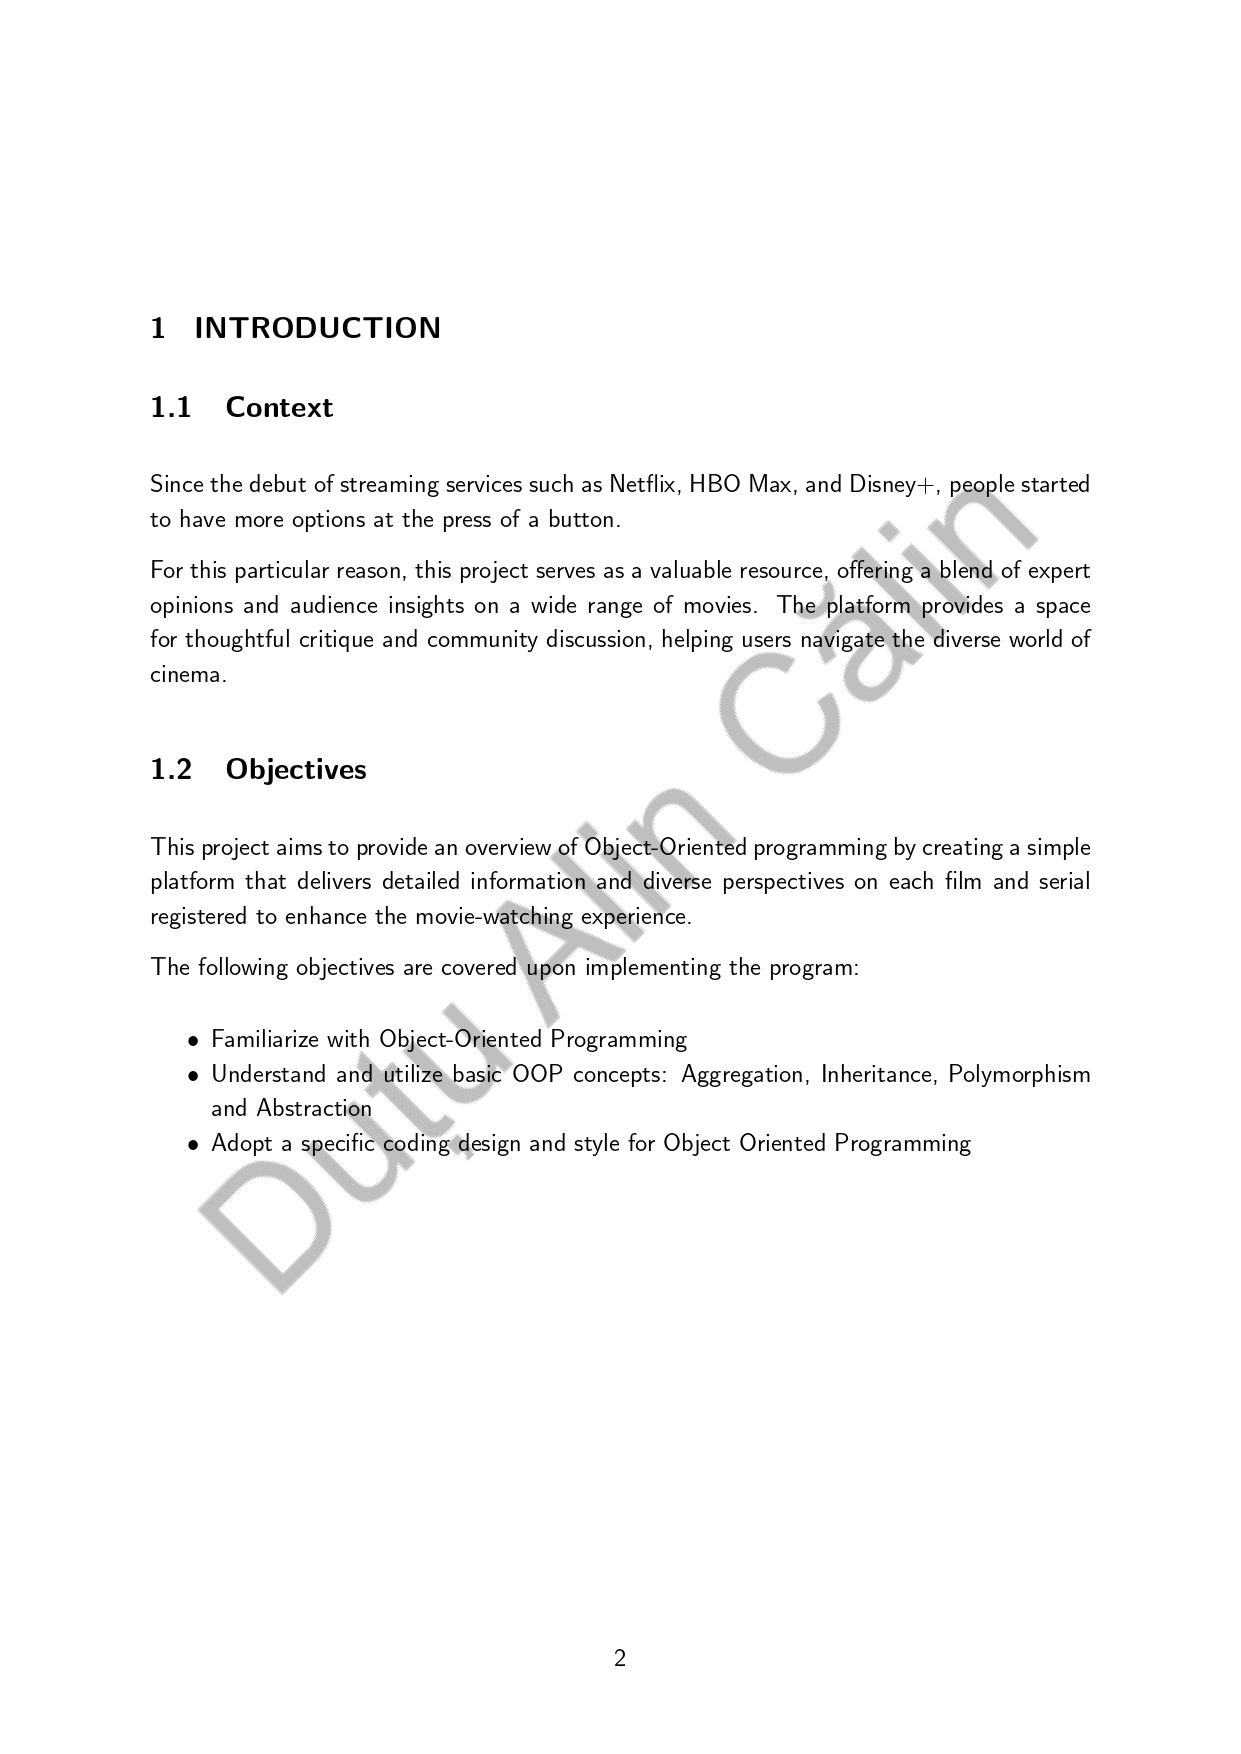 1 INTRODUCTION
1.1 Context
Since the debut of streaming services such as Netflix, HBO Max, and Disney+, people started
to have more options at the press of a button.
For this particular reason, this project serves as a valuable resource, offering a blend of expert
opinions and audience insights on a wide range of movies. The platform provides a space
for thoughtful critique and community discussion, helping users navigate the diverse world of
cinema.
1.2 Objectives
This project aims to provide an overview of Object-Oriented programming by creating a simple
platform that delivers detailed information and diverse perspectives on each film and serial
registered to enhance the movie-watching experience.
The following objectives are covered upon implementing the program:
• Familiarize with Object-Oriented Programming
• Understand and utilize basic OOP concepts: Aggregation, Inheritance, Polymorphism
and Abstraction
• Adopt a specific coding design and style for Object Oriented Programming
Duțu Alin Călin
2